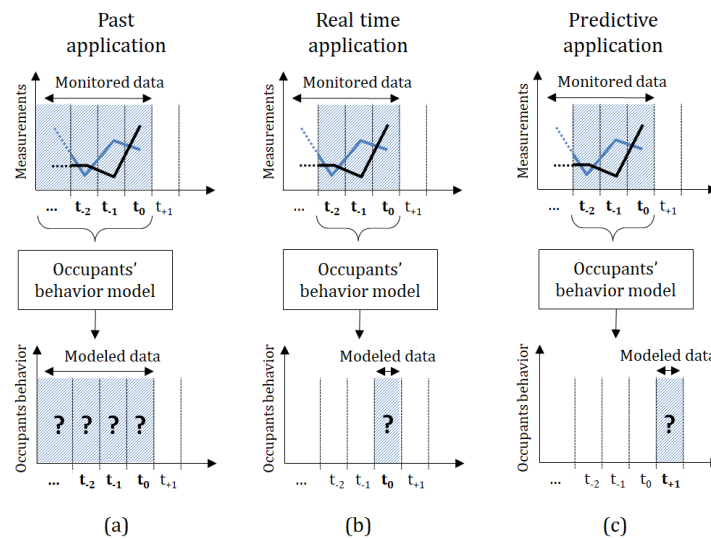 Past
application
Monitored data
Measurements
... t-2 t-1 t0 t+1
Occupants'
behavior model
Modeled data
Occupants behavior
? ? ? ?
... t-2 t-1 t0 t+1
(a)
Real time
application
Monitored data
Measurements
... t-2 t-1 t0 t+1
Occupants'
behavior model
Modeled data
Occupants behavior
?
... t-2 t-1 t0 t+1
(b)
Predictive
application
Monitored data
Measurements
... t-2 t-1 t0 t+1
Occupants'
behavior model
Modeled data
Occupants behavior
?
... t-2 t-1 t0 t+1
(c)